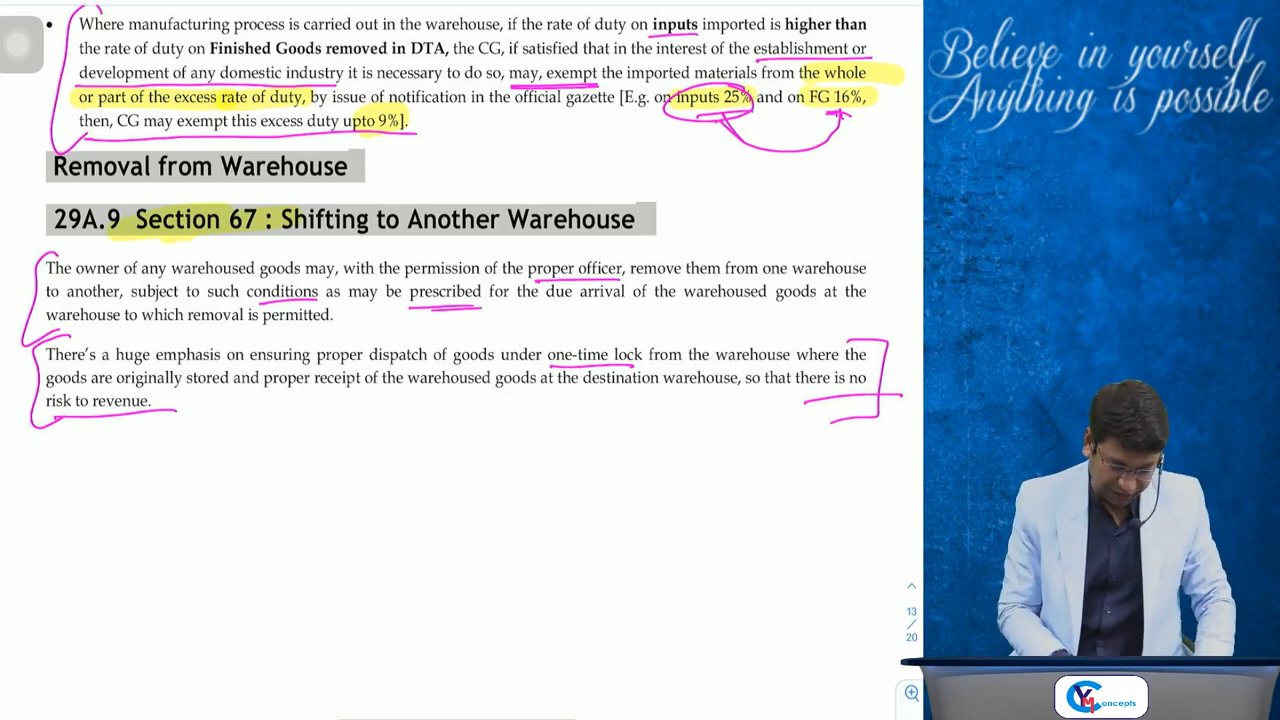 • Where manufacturing process is carried out in the warehouse, if the rate of duty on inputs imported is higher than
the rate of duty on Finished Goods removed in DTA, the CG, if satisfied that in the interest of the establishment or
development of any domestic industry it is necessary to do so, may, exempt the imported materials from the whole
or part of the excess rate of duty, by issue of notification in the official gazette [E.g. on inputs 25% and on FG 16%,
then, CG may exempt this excess duty upto 9%].
Removal from Warehouse
29A.9 Section 67 : Shifting to Another Warehouse
The owner of any warehoused goods may, with the permission of the proper officer, remove them from one warehouse
to another, subject to such conditions as may be prescribed for the due arrival of the warehoused goods at the
warehouse to which removal is permitted.
There's a huge emphasis on ensuring proper dispatch of goods under one-time lock from the warehouse where the
goods are originally stored and proper receipt of the warehoused goods at the destination warehouse, so that there is no
risk to revenue.
Believe in yourself
Anything is possible
13
/
20
YM Concepts